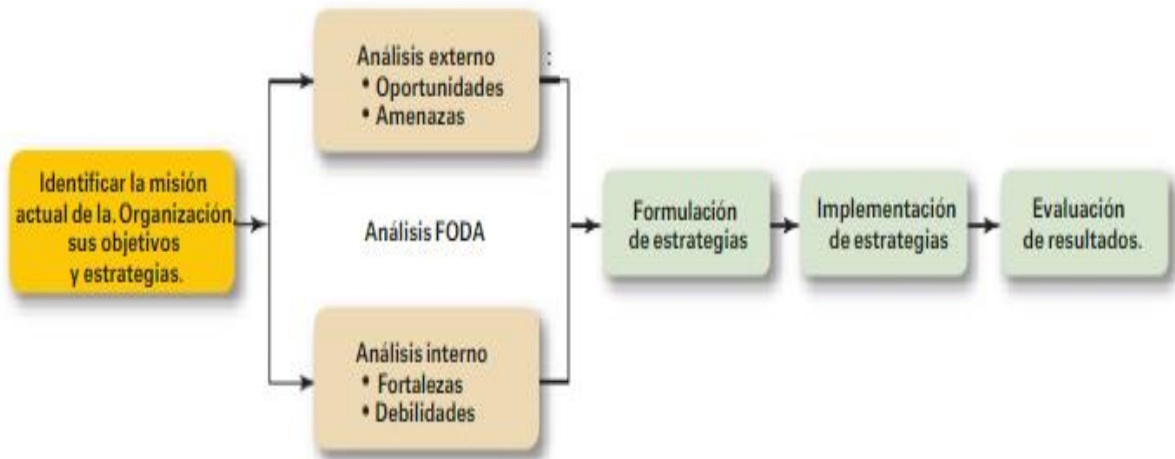 Identificar la misión
actual de la. Organización,
sus objetivos
y estrategias.
Análisis externo
• Oportunidades
• Amenazas
:
Análisis FODA
Análisis interno
• Fortalezas
• Debilidades
Formulación
de estrategias
Implementación
de estrategias
Evaluación
de resultados.